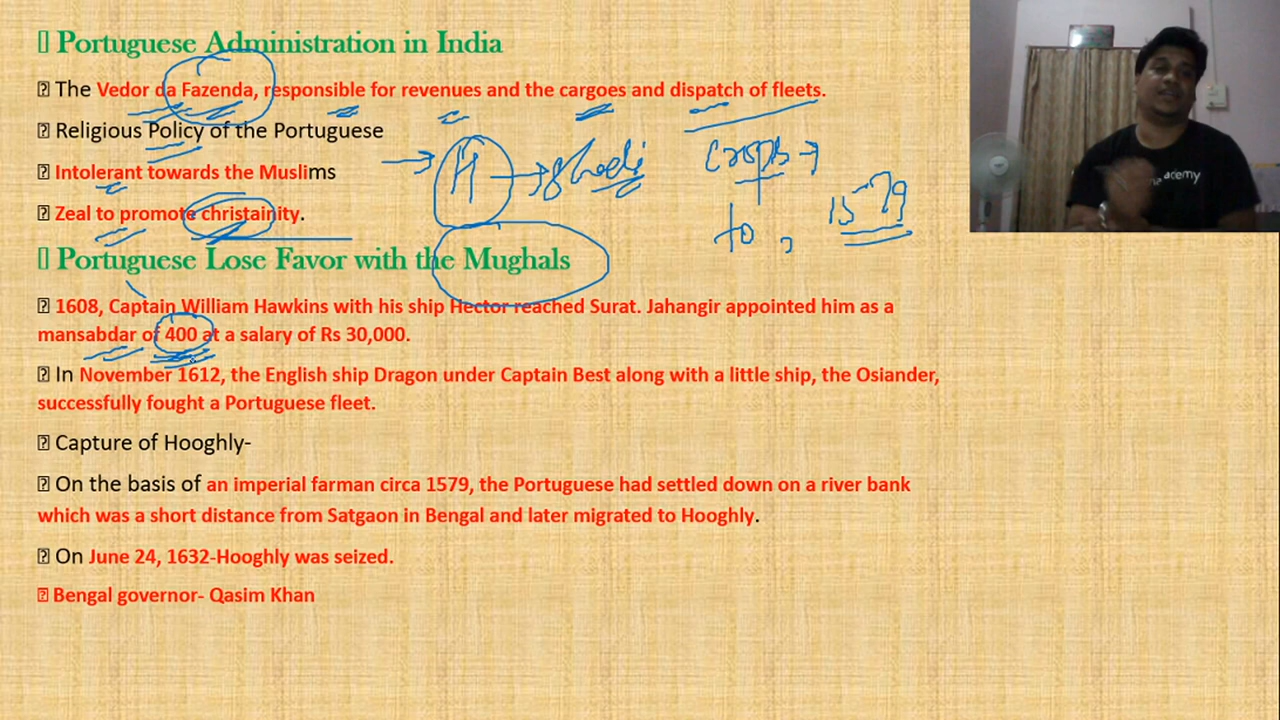 Portuguese Administration in India
The Vedor da Fazenda, responsible for revenues and the cargoes and dispatch of fleets.
Religious Policy of the Portuguese
Intolerant towards the Muslims
Zeal to promote christainity.
H
1579
to,
Portuguese Lose Favor with the Mughals
1608, Captain William Hawkins with his ship Hector reached Surat. Jahangir appointed him as a
mansabdar of 400 at a salary of Rs 30,000.
In November 1612, the English ship Dragon under Captain Best along with a little ship, the Osiander,
successfully fought a Portuguese fleet.
Capture of Hooghly-
On the basis of an imperial farman circa 1579, the Portuguese had settled down on a river bank
which was a short distance from Satgaon in Bengal and later migrated to Hooghly.
On June 24, 1632-Hooghly was seized.
Bengal governor- Qasim Khan
ademy